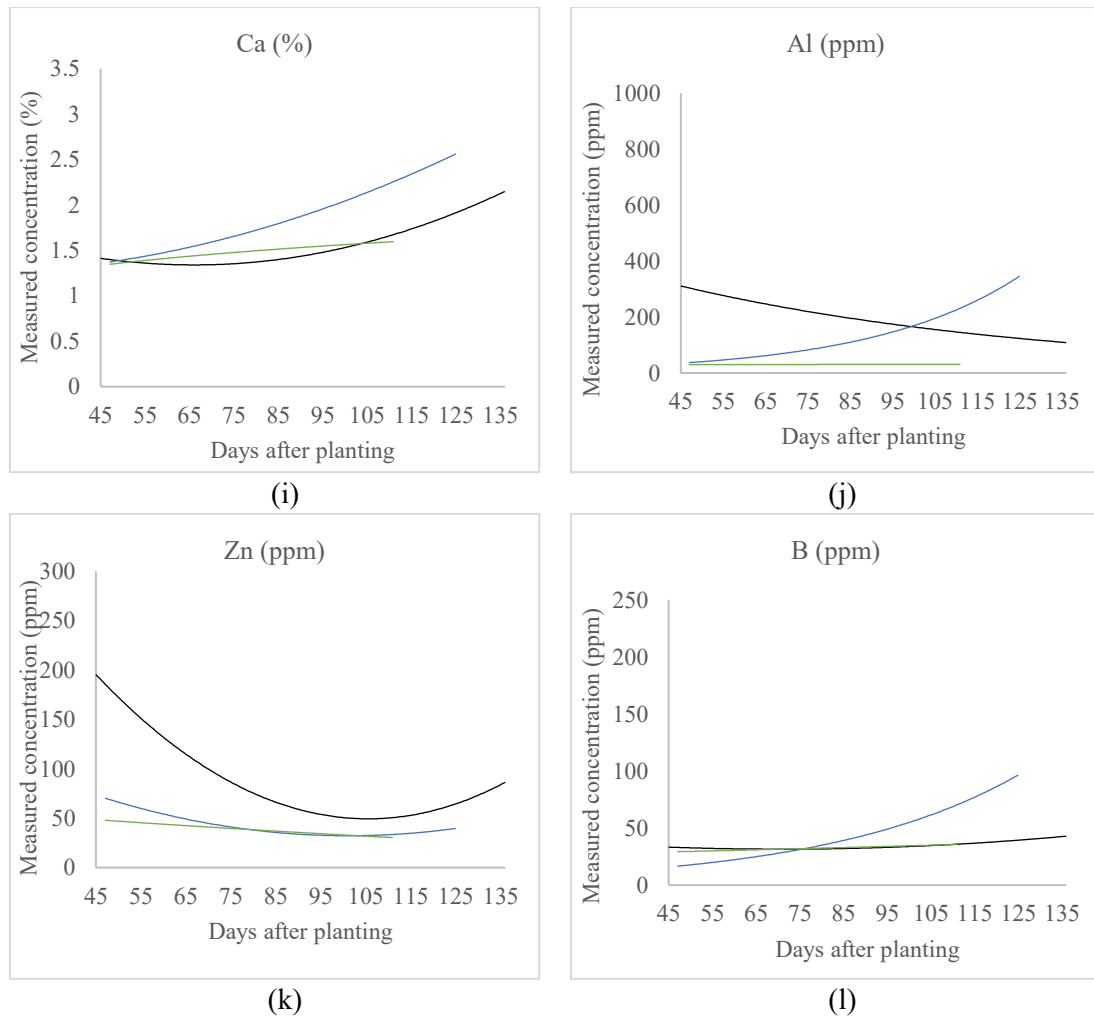 Ca (%)
Measured concentration (%)
3.5
3
2.5
2
1.5
1
0.5
0
45 55 65 75 85 95 105 115 125 135
Days after planting
(i)
Al (ppm)
Measured concentration (ppm)
1000
800
600
400
200
0
45 55 65 75 85 95 105 115 125 135
Days after planting
(j)
Zn (ppm)
Measured concentration (ppm)
300
250
200
150
100
50
0
45 55 65 75 85 95 105 115 125 135
Days after planting
(k)
B (ppm)
Measured concentration (ppm)
250
200
150
100
50
0
45 55 65 75 85 95 105 115 125 135
Days after planting
(l)